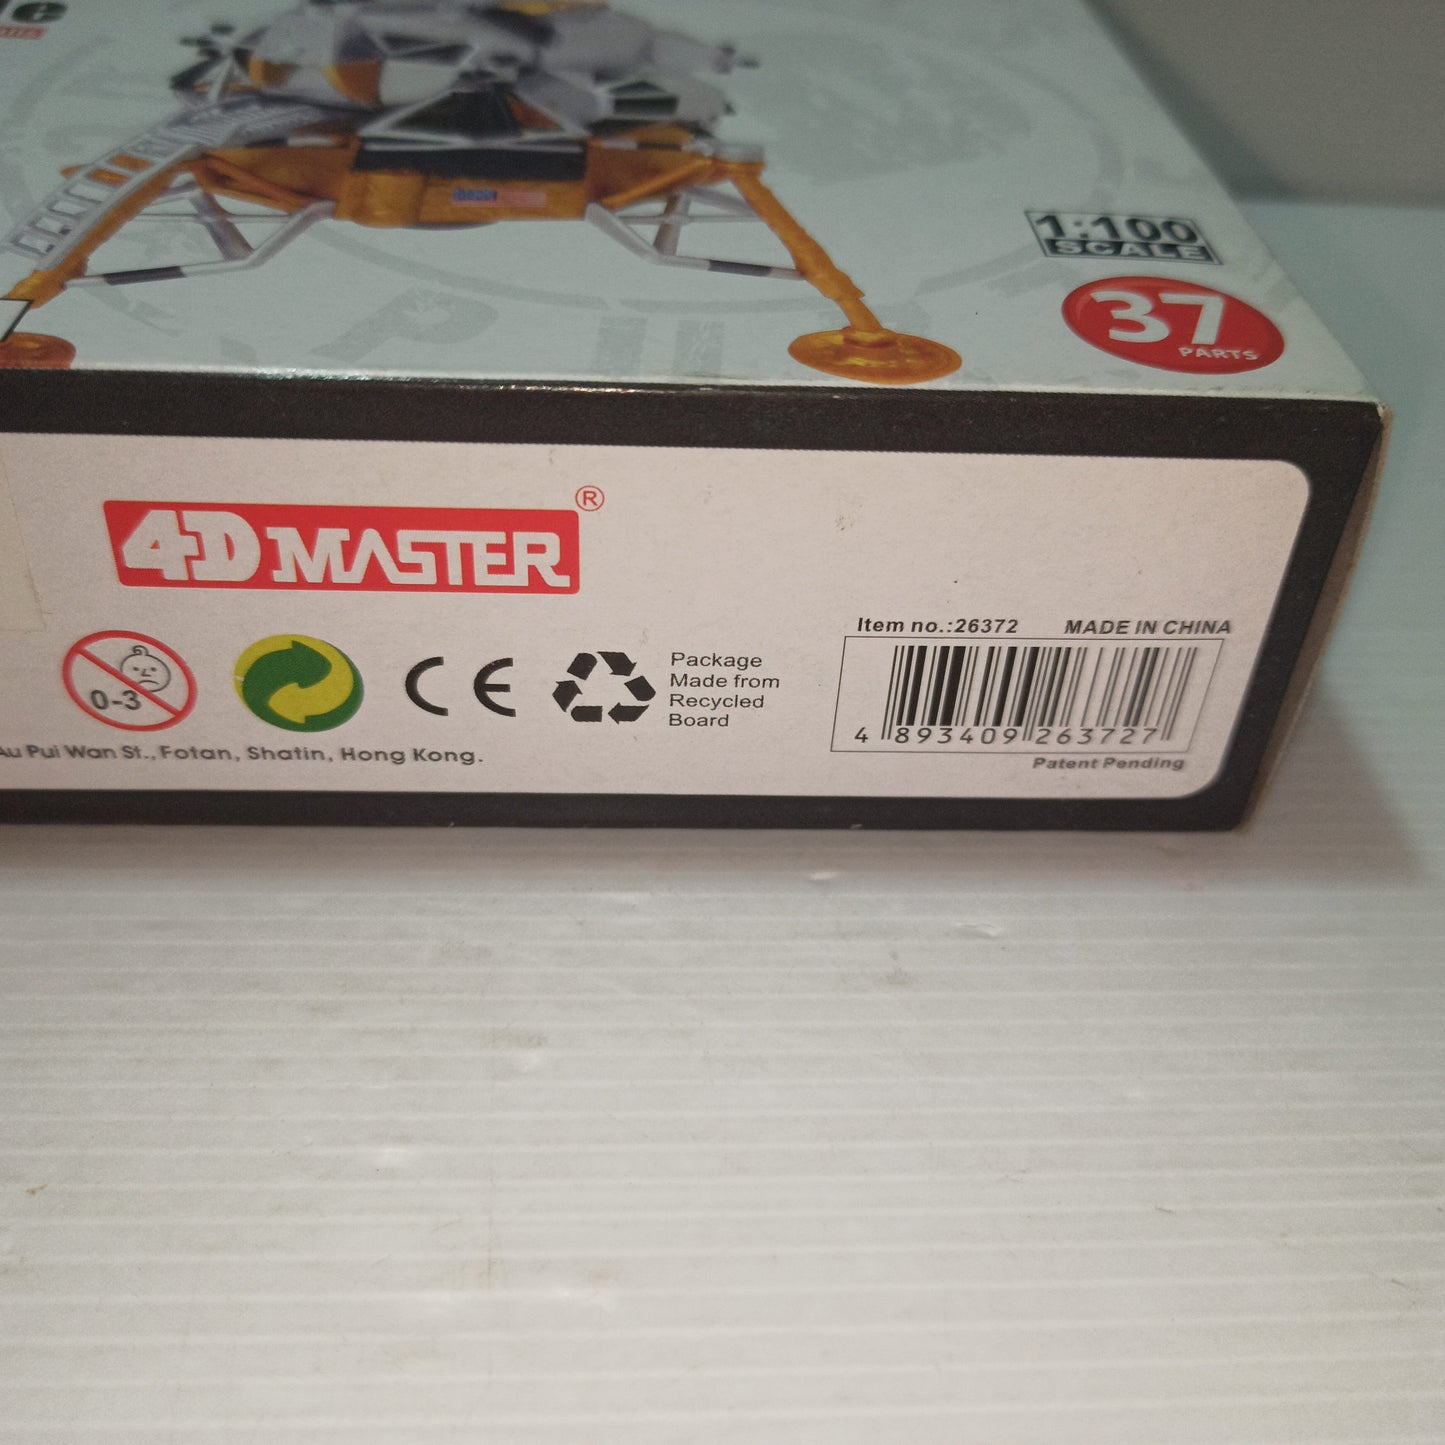 1:100
SCALE
37
PARTS
4D MASTER ®
0-3
CE
Package
Made from
Recycled
Board
Pui Wan St., Fotan, Shatin, Hong Kong.
Item no.:26372 MADE IN CHINA
4 893409 263727
Patent Pending